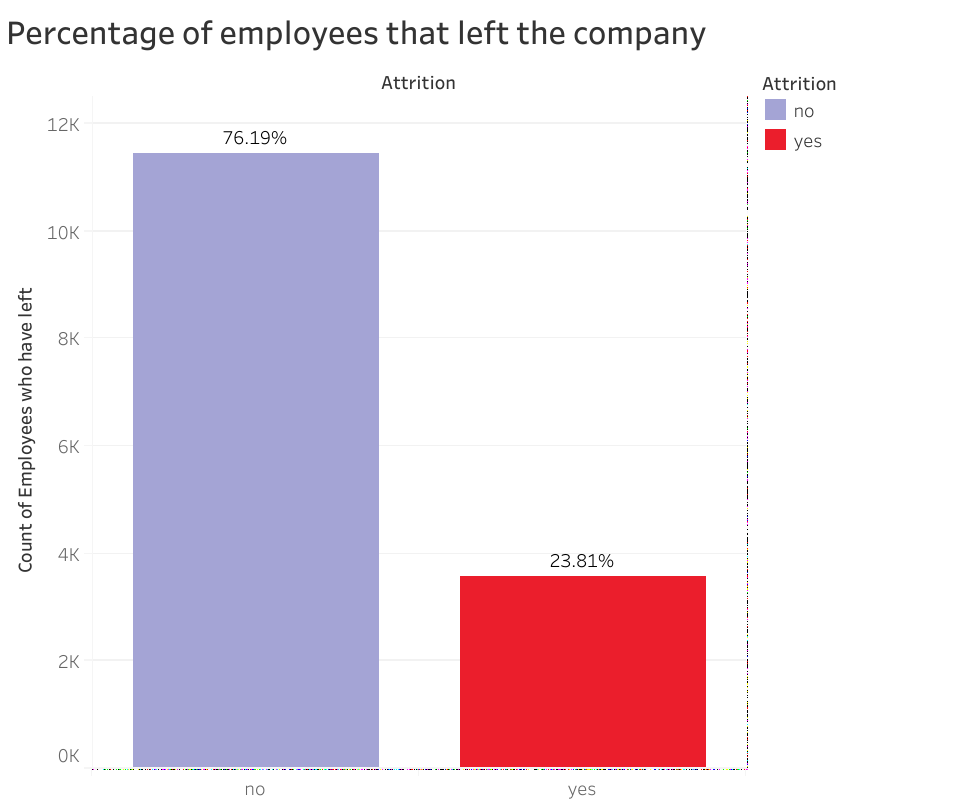 Percentage of employees that left the company
Attrition
Attrition
no
yes
12K
10K
8K
6K
4K
2K
0K
Count of Employees who have left
76.19%
23.81%
no
yes